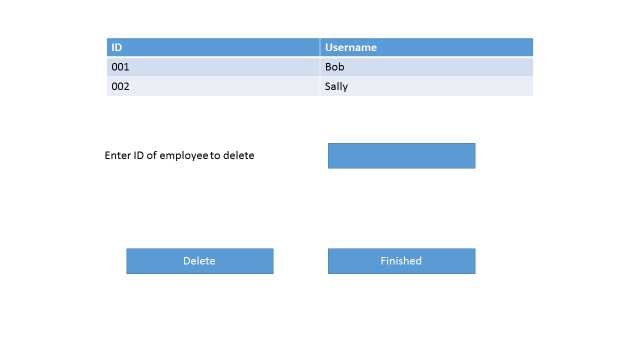 ID Username
001 Bob
002 Sally
Enter ID of employee to delete
Delete Finished